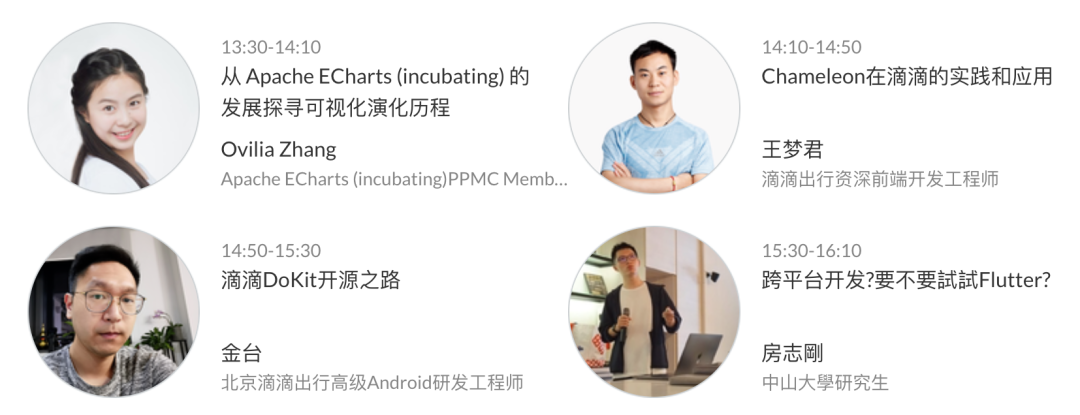 13:30-14:10
从 Apache ECharts (incubating) 的
发展探寻可视化演化历程
Ovilia Zhang
Apache ECharts (incubating)PPMC Memb...
14:10-14:50
Chameleon在滴滴的实践和应用
王梦君
滴滴出行资深前端开发工程师
14:50-15:30
滴滴DoKit开源之路
金台
北京滴滴出行高级Android研发工程师
15:30-16:10
跨平台开发?要不要試試Flutter?
房志剛
中山大學研究生